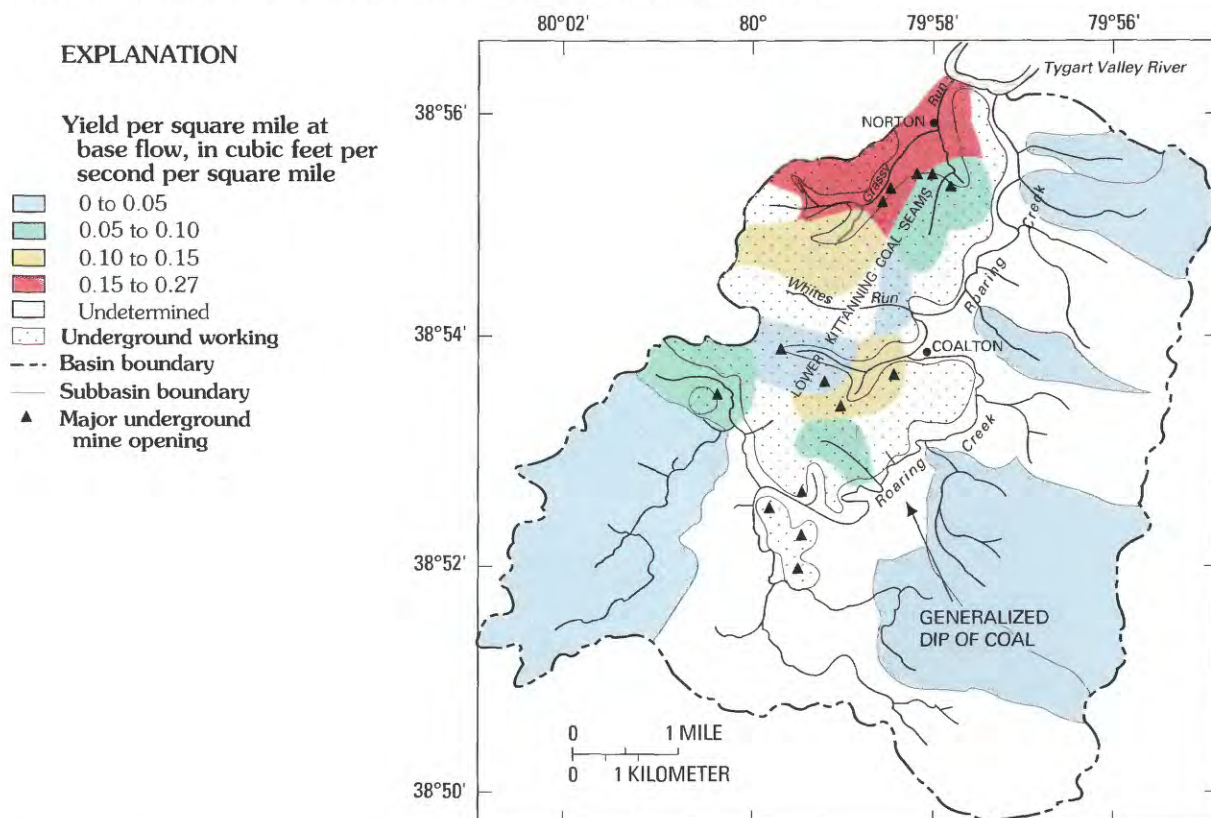 EXPLANATION
Yield per square mile at
base flow, in cubic feet per
second per square mile
0 to 0.05
0.05 to 0.10
0.10 to 0.15
0.15 to 0.27
Undetermined
Underground working
Basin boundary
Subbasin boundary
Major underground
mine opening
80°02'
80°
79°58'
79°56'
38°56'
38°54'
38°52'
38°50'
Tygart Valley River
NORTON
Grassy Run
LOWER KITTANNING COAL SEAMS
Roaring Creek
Whites Run
COALTON
Roaring Creek
GENERALIZED
DIP OF COAL
0 1 MILE
0 1 KILOMETER